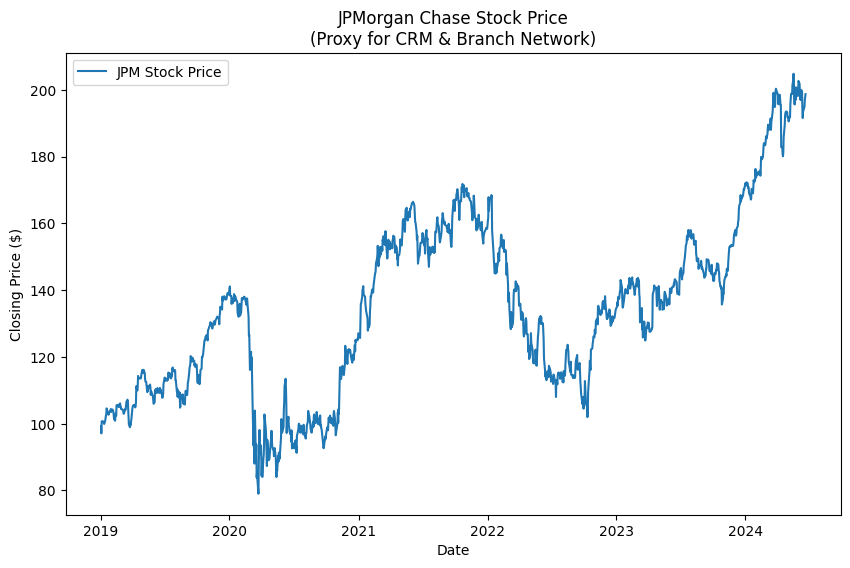 JPMorgan Chase Stock Price
(Proxy for CRM & Branch Network)
JPM Stock Price
Closing Price ($)
200
180
160
140
120
100
80
2019 2020 2021 2022 2023 2024
Date